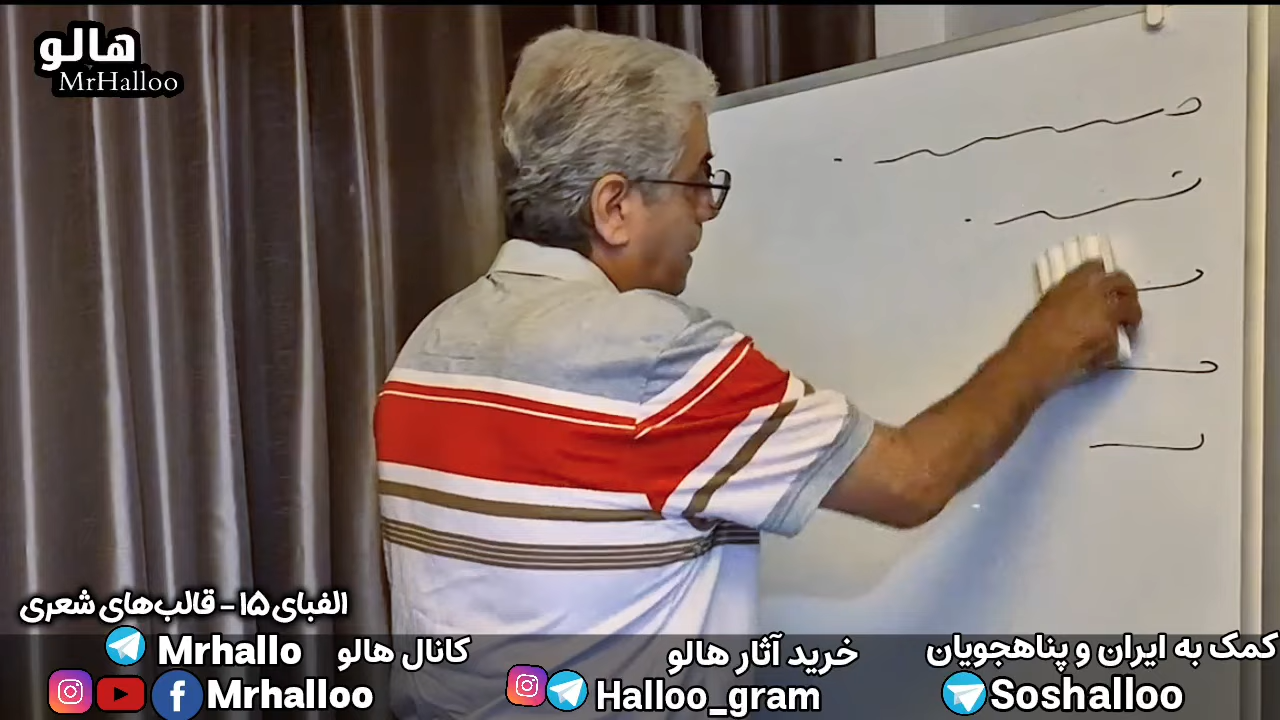 هالو
MrHalloo
الفبای ۱۵ - قالب‌های شعری
Mrhallo کانال هالو
Mrhalloo
خرید آثار هالو
Halloo_gram
کمک به ایران و پناهجویان
Soshalloo